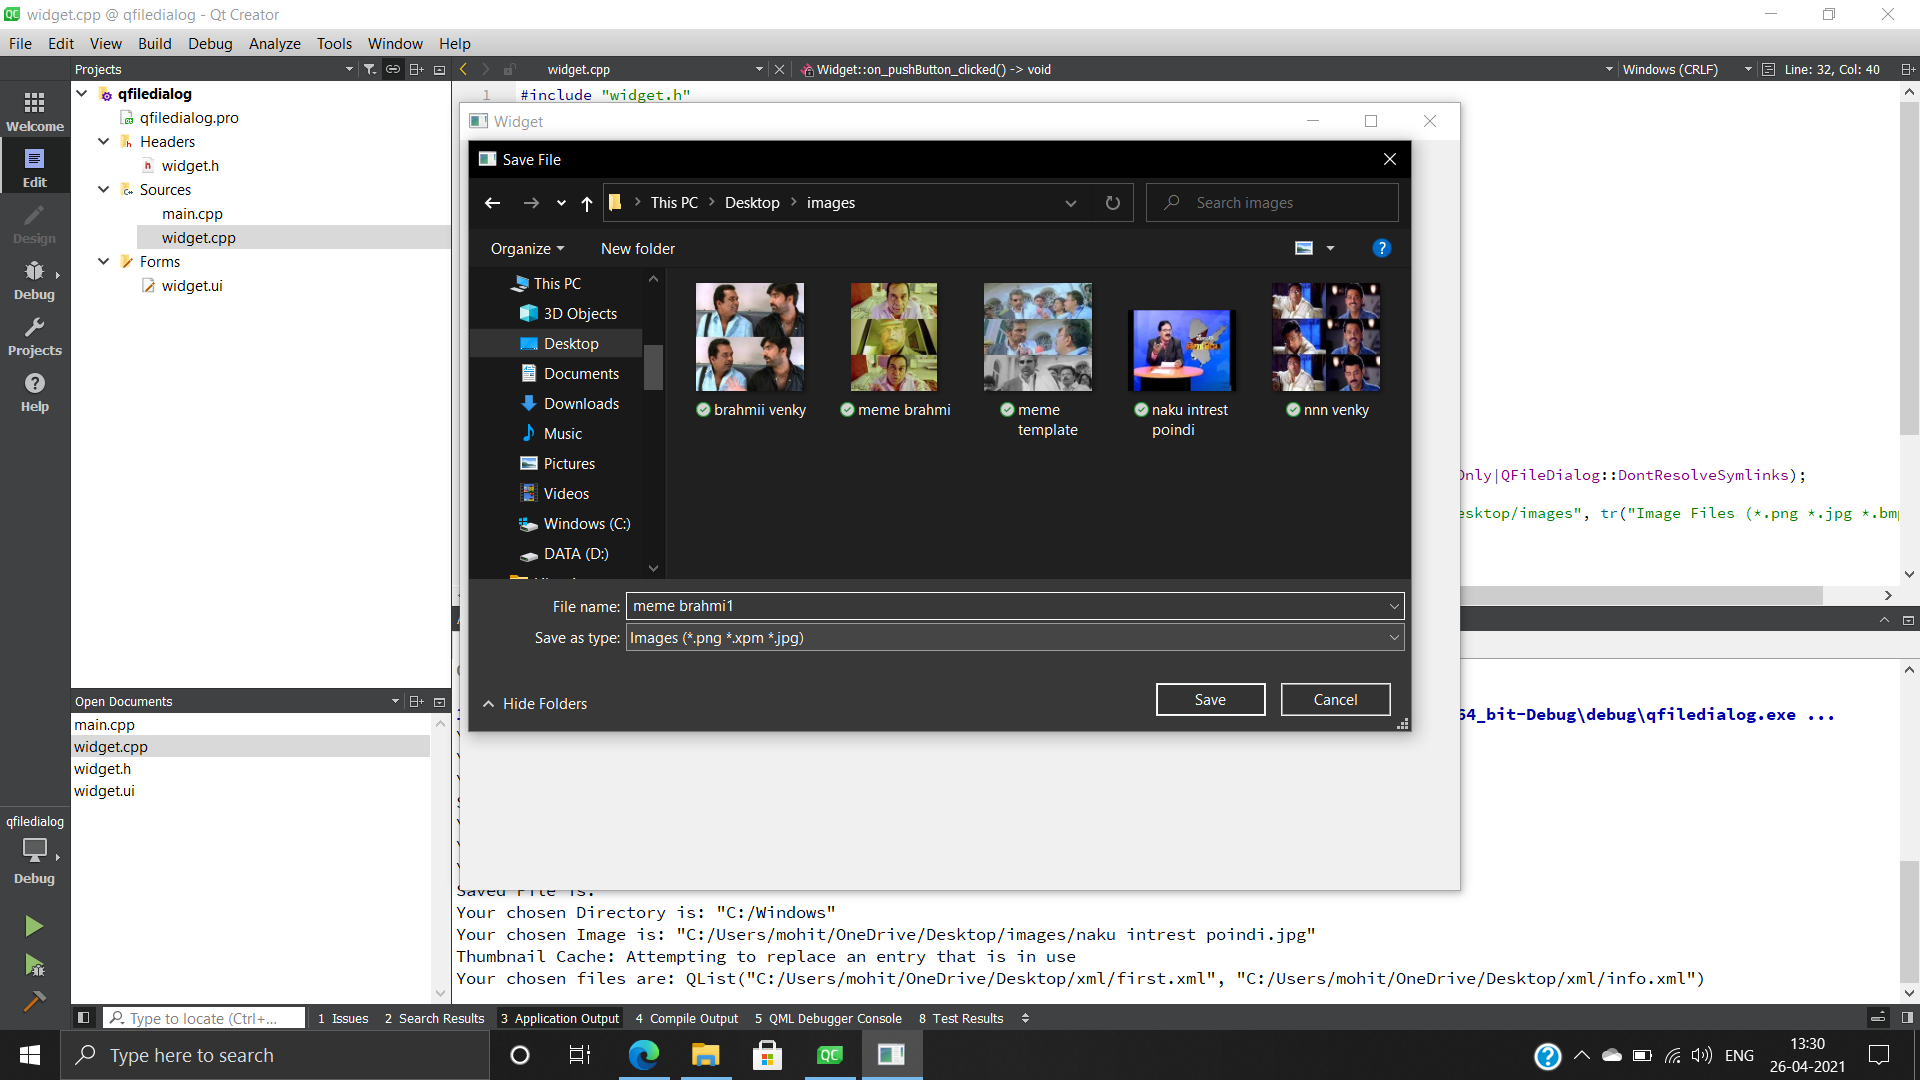 widget.cpp @ qfiledialog - Qt Creator
File Edit View Build Debug Analyze Tools Window Help
Projects
widget.cpp
Widget::on_pushButton_clicked() -> void
Windows (CRLF)
Line: 32, Col: 40
Welcome
Edit
Design
Debug
Projects
Help
qfiledialog
qfiledialog.pro
Headers
widget.h
Sources
main.cpp
widget.cpp
Forms
widget.ui
1 #include "widget.h"
Widget
Save File
This PC > Desktop > images
Search images
Organize
New folder
This PC
3D Objects
Desktop
Documents
Downloads
Music
Pictures
Videos
Windows (C:)
DATA (D:)
brahmii venky
meme brahmi
meme
template
naku intrest
poindi
nnn venky
File name: meme brahmi1
Save as type: Images (*.png *.xpm *.jpg)
Hide Folders
Save
Cancel
Only|QFileDialog::DontResolveSymlinks);
esktop/images", tr("Image Files (*.png *.jpg *.bmp
64_bit-Debug\debug\qfiledialog.exe ...
Open Documents
main.cpp
widget.cpp
widget.h
widget.ui
qfiledialog
Debug
Saved File is:
Your chosen Directory is: "C:/Windows"
Your chosen Image is: "C:/Users/mohit/OneDrive/Desktop/images/naku intrest poindi.jpg"
Thumbnail Cache: Attempting to replace an entry that is in use
Your chosen files are: QList("C:/Users/mohit/OneDrive/Desktop/xml/first.xml", "C:/Users/mohit/OneDrive/Desktop/xml/info.xml")
Type to locate (Ctrl+...
1 Issues 2 Search Results 3 Application Output 4 Compile Output 5 QML Debugger Console 8 Test Results
Type here to search
QC
ENG
13:30
26-04-2021